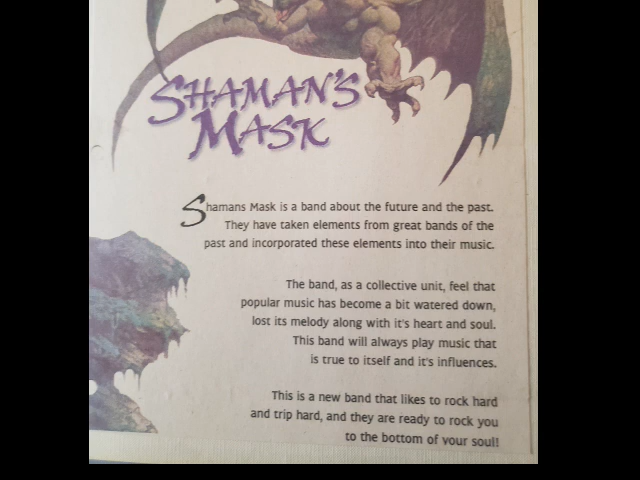 SHAMAN'S
MASK
Shamans Mask is a band about the future and the past.
They have taken elements from great bands of the
past and incorporated these elements into their music.
The band, as a collective unit, feel that
popular music has become a bit watered down,
lost its melody along with it's heart and soul.
This band will always play music that
is true to itself and it's influences.
This is a new band that likes to rock hard
and trip hard, and they are ready to rock you
to the bottom of your soul!